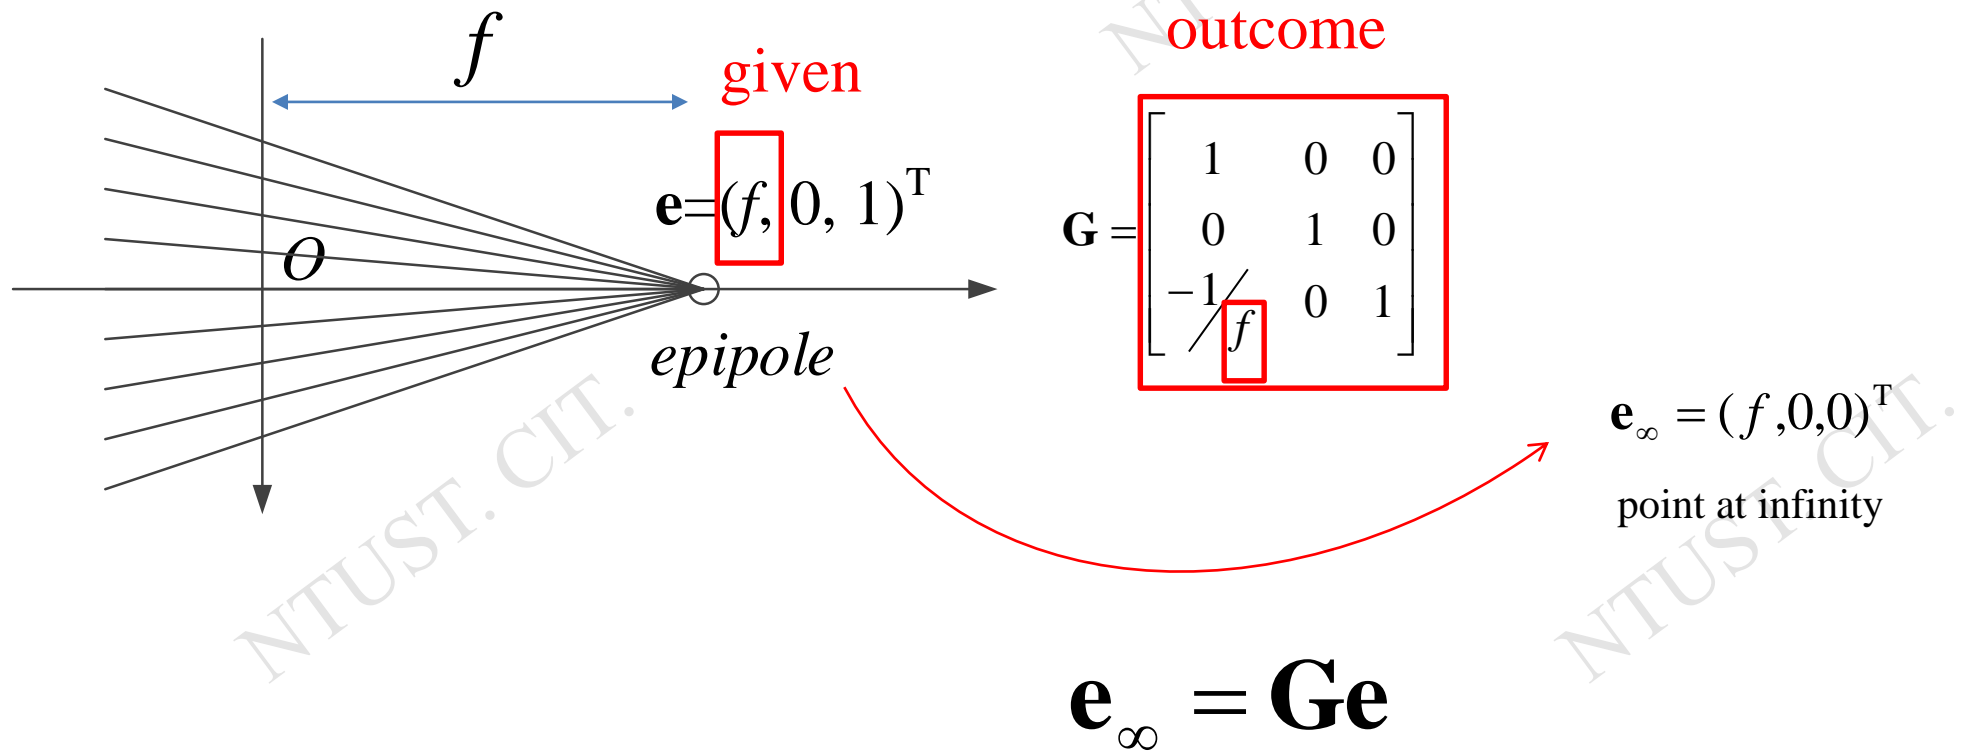 f
given
outcome
e=(f, 0, 1)ᵀ
G = [ 1 0 0
0 1 0
−1/f 0 1 ]
O
epipole
e∞ = (f,0,0)ᵀ
point at infinity
e∞ = Ge
NT
NTUST. CIT.
NTUST. CIT.